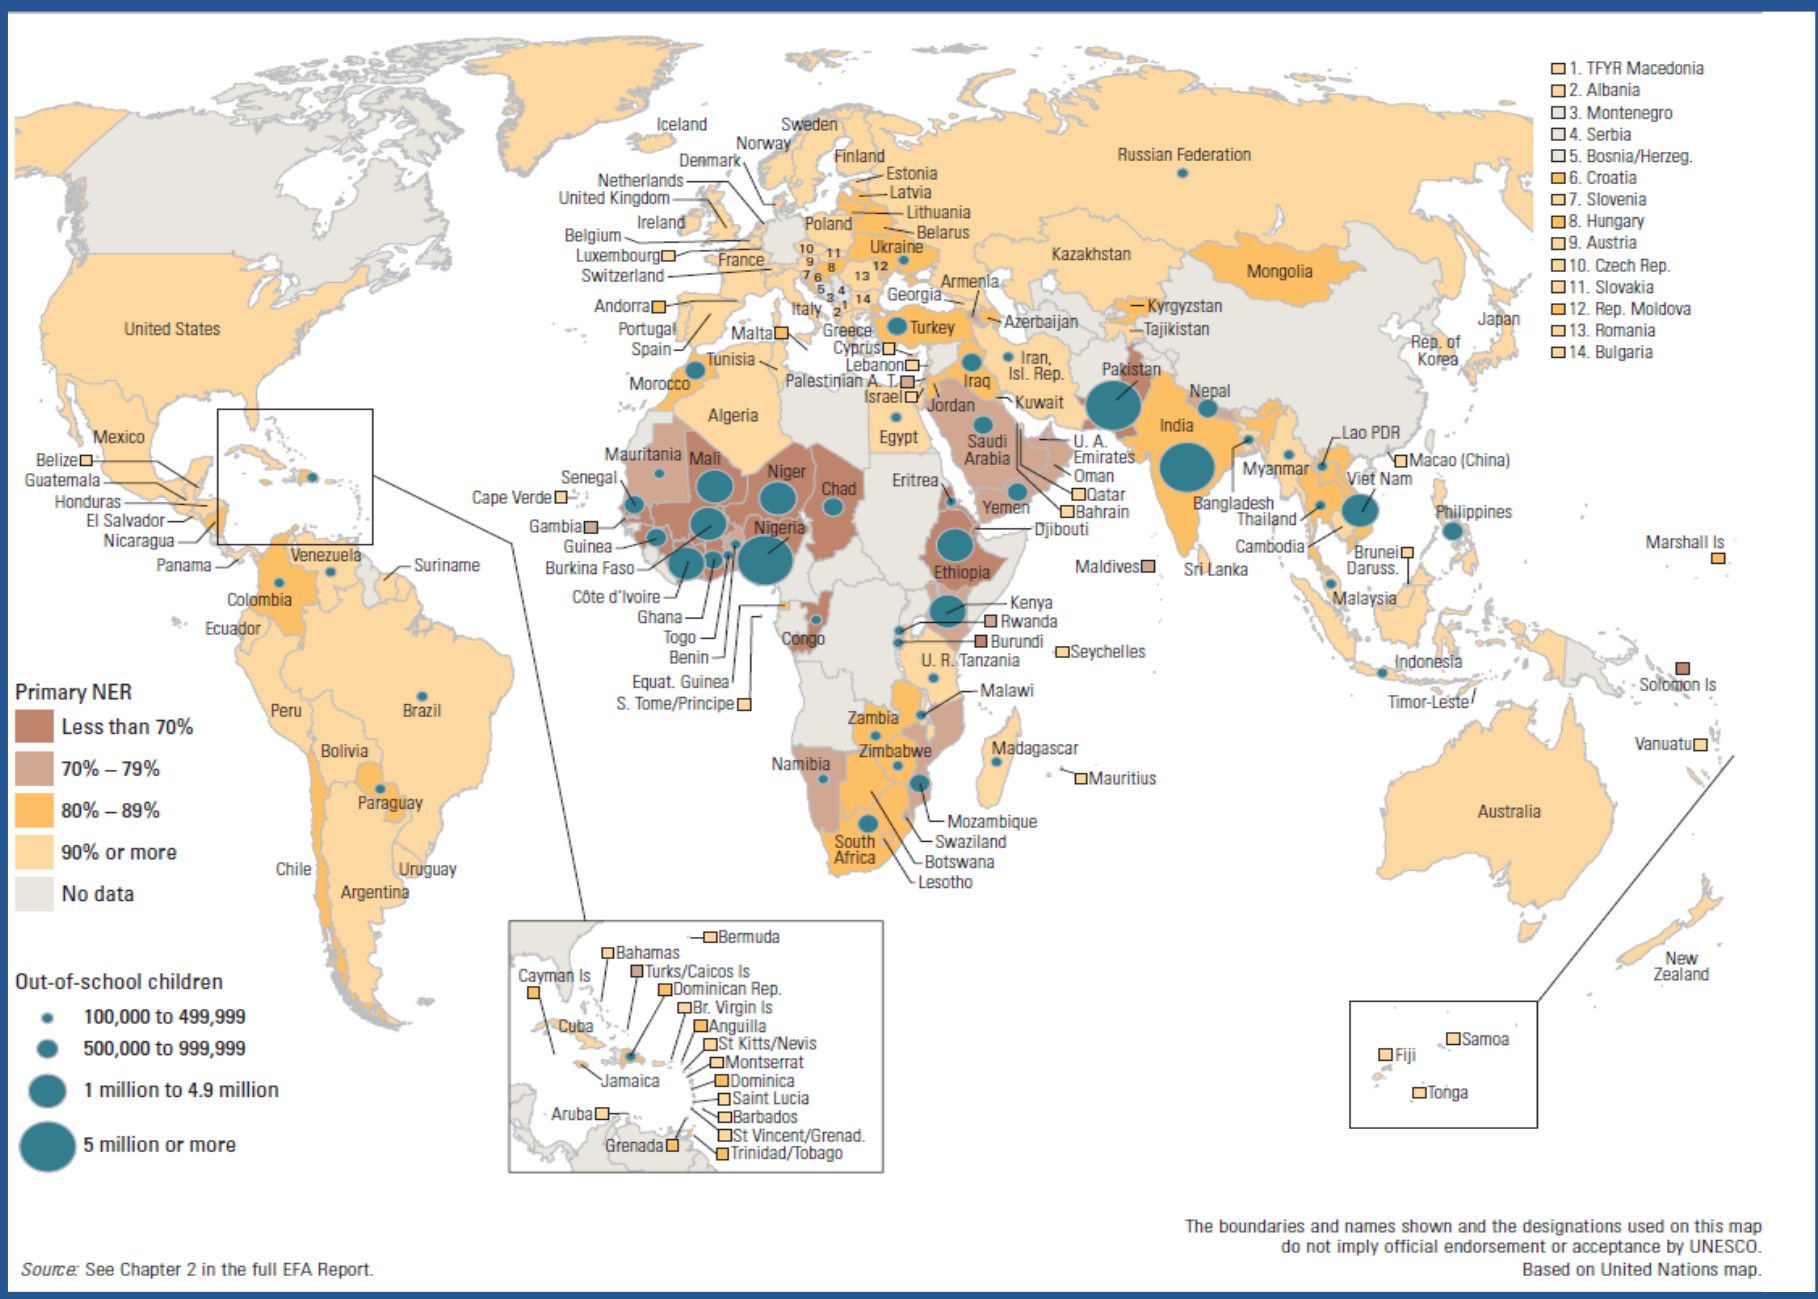 Iceland
Sweden
Norway
Denmark
Finland
Netherlands
Estonia
United Kingdom
Latvia
Ireland
Lithuania
Poland
Belarus
Belgium
Ukraine
Luxembourg
France
Switzerland
10
11
9
8
12
7
6
13
5
4
3
14
1
2
Russian Federation
Kazakhstan
Mongolia
Armenia
Georgia
Kyrgyzstan
Azerbaijan
Tajikistan
Japan
Rep. of
Korea
Andorra
Italy
Portugal
Malta
Greece
Turkey
Spain
Cyprus
Tunisia
Lebanon
Iran,
Isl. Rep.
Pakistan
Morocco
Palestinian A. T.
Iraq
Israel
Jordan
Kuwait
Nepal
Algeria
Egypt
India
Saudi
Arabia
U. A.
Emirates
Oman
Lao PDR
Myanmar
Macao (China)
Viet Nam
Bangladesh
Thailand
Philippines
Cambodia
Brunei
Daruss.
Sri Lanka
Malaysia
Marshall Is
Maldives
Qatar
Bahrain
Yemen
Djibouti
Eritrea
Ethiopia
Mauritania
Mali
Niger
Chad
Senegal
Cape Verde
Gambia
Nigeria
Guinea
Burkina Faso
Côte d'Ivoire
Ghana
Togo
Benin
Congo
Equat. Guinea
S. Tome/Principe
Kenya
Rwanda
Burundi
U. R. Tanzania
Seychelles
Malawi
Zambia
Zimbabwe
Madagascar
Namibia
Mauritius
Mozambique
South
Africa
Swaziland
Botswana
Lesotho
Indonesia
Timor-Leste
Solomon Is
Vanuatu
Australia
New
Zealand
Samoa
Fiji
Tonga
United States
Mexico
Belize
Guatemala
Honduras
El Salvador
Nicaragua
Panama
Venezuela
Suriname
Colombia
Ecuador
Peru
Brazil
Bolivia
Paraguay
Chile
Uruguay
Argentina
Bermuda
Bahamas
Cayman Is
Turks/Caicos Is
Dominican Rep.
Br. Virgin Is
Cuba
Anguilla
St Kitts/Nevis
Montserrat
Jamaica
Dominica
Saint Lucia
Aruba
Barbados
St Vincent/Grenad.
Grenada
Trinidad/Tobago
1. TFYR Macedonia
2. Albania
3. Montenegro
4. Serbia
5. Bosnia/Herzeg.
6. Croatia
7. Slovenia
8. Hungary
9. Austria
10. Czech Rep.
11. Slovakia
12. Rep. Moldova
13. Romania
14. Bulgaria
Primary NER
Less than 70%
70% – 79%
80% – 89%
90% or more
No data
Out-of-school children
100,000 to 499,999
500,000 to 999,999
1 million to 4.9 million
5 million or more
The boundaries and names shown and the designations used on this map
do not imply official endorsement or acceptance by UNESCO.
Based on United Nations map.
Source: See Chapter 2 in the full EFA Report.